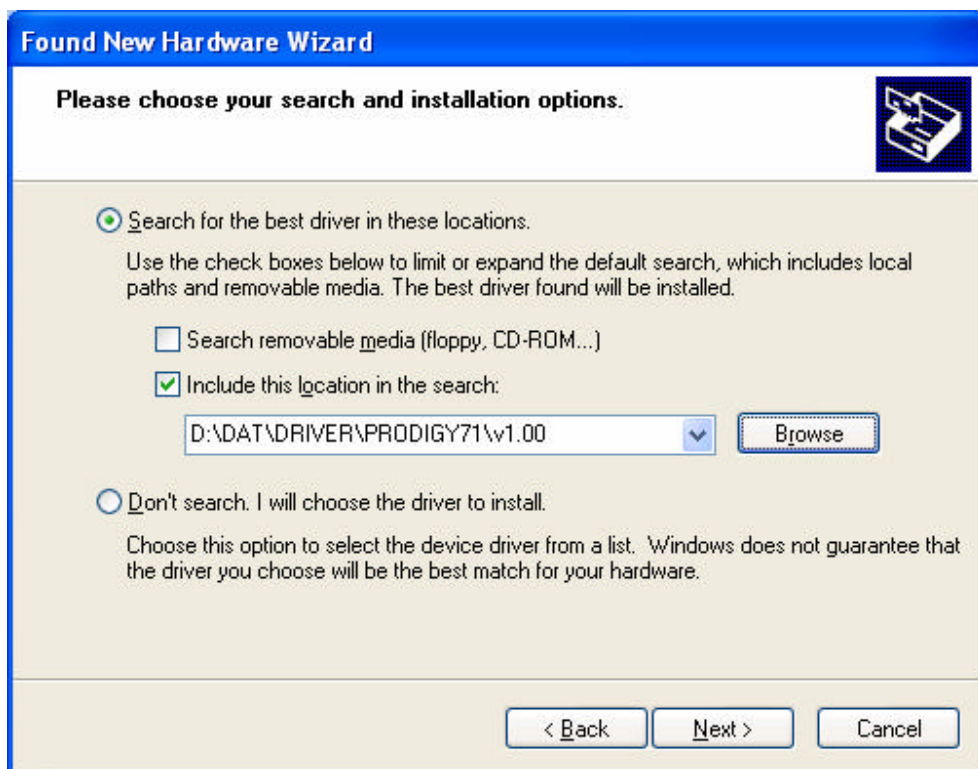 Found New Hardware Wizard
Please choose your search and installation options.
Search for the best driver in these locations.
Use the check boxes below to limit or expand the default search, which includes local
paths and removable media. The best driver found will be installed.
Search removable media (floppy, CD-ROM...)
Include this location in the search:
D:\DAT\DRIVER\PRODIGY71\v1.00
Browse
Don't search. I will choose the driver to install.
Choose this option to select the device driver from a list. Windows does not guarantee that
the driver you choose will be the best match for your hardware.
< Back
Next >
Cancel